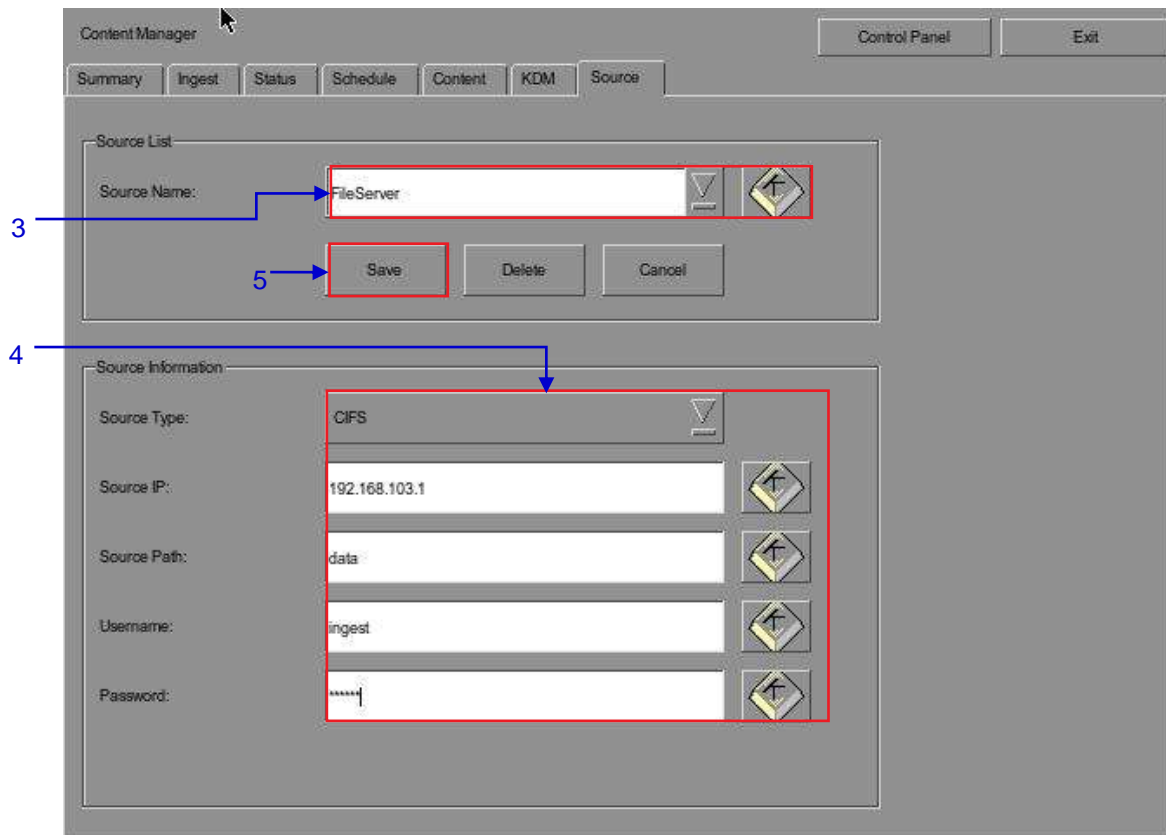 Content Manager
Control Panel
Exit
Summary
Ingest
Status
Schedule
Content
KDM
Source
Source List
Source Name:
FileServer
3
Save
Delete
Cancel
5
4
Source Information
Source Type:
CIFS
Source IP:
192.168.103.1
Source Path:
data
Username:
ingest
Password:
******